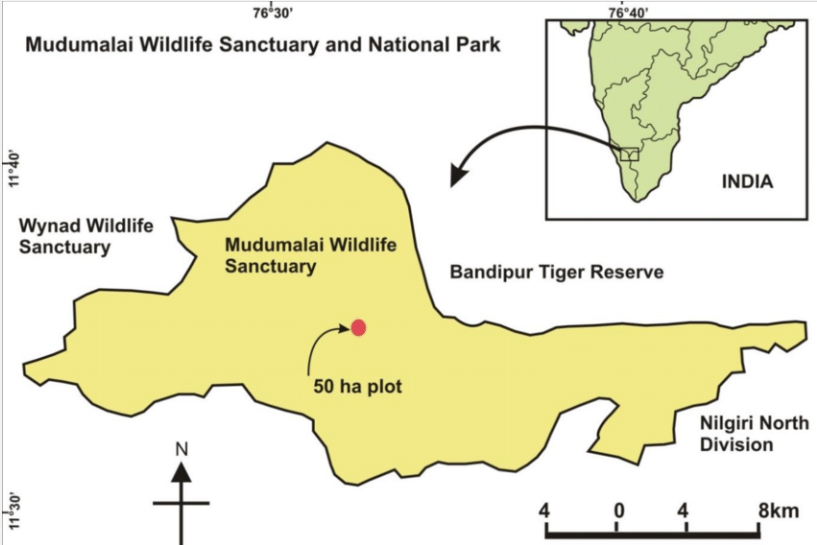 76°30'
76°40'
Mudumalai Wildlife Sanctuary and National Park
11°40'
INDIA
Wynad Wildlife
Sanctuary
Mudumalai Wildlife
Sanctuary
Bandipur Tiger Reserve
50 ha plot
Nilgiri North
Division
N
11°30'
4 0 4 8km